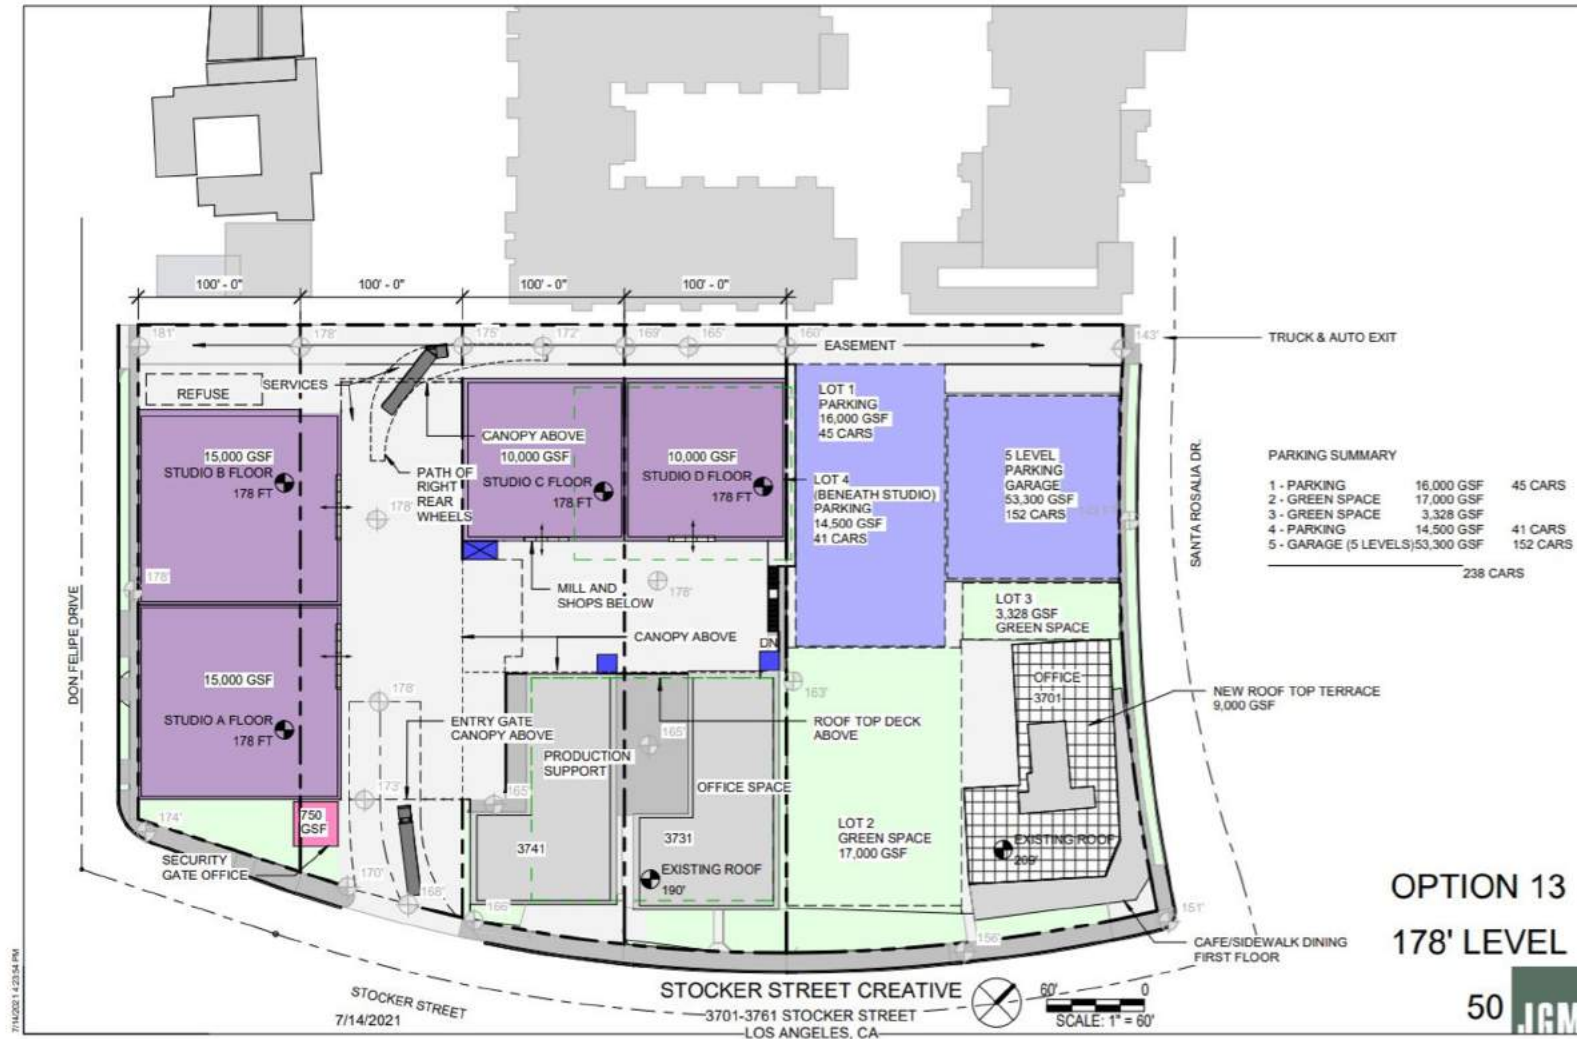 100' - 0"
100' - 0"
100' - 0"
100' - 0"
181'
178'
175'
172'
169'
165'
160'
143'
EASEMENT
TRUCK & AUTO EXIT
SERVICES
REFUSE
CANOPY ABOVE
PATH OF
RIGHT
REAR
WHEELS
15,000 GSF
STUDIO B FLOOR
178 FT
10,000 GSF
STUDIO C FLOOR
178 FT
10,000 GSF
STUDIO D FLOOR
178 FT
LOT 1
PARKING
16,000 GSF
45 CARS
LOT 4
(BENEATH STUDIO)
PARKING
14,500 GSF
41 CARS
5 LEVEL
PARKING
GARAGE
53,300 GSF
152 CARS
SANTA ROSALIA DR.
PARKING SUMMARY
1 - PARKING 16,000 GSF 45 CARS
2 - GREEN SPACE 17,000 GSF
3 - GREEN SPACE 3,328 GSF
4 - PARKING 14,500 GSF 41 CARS
5 - GARAGE (5 LEVELS)53,300 GSF 152 CARS
238 CARS
178'
178'
178'
MILL AND
SHOPS BELOW
CANOPY ABOVE
DN
DON FELIPE DRIVE
15,000 GSF
STUDIO A FLOOR
178 FT
178'
173'
ENTRY GATE
CANOPY ABOVE
165'
PRODUCTION
SUPPORT
165'
OFFICE SPACE
163'
ROOF TOP DECK
ABOVE
LOT 3
3,328 GSF
GREEN SPACE
OFFICE
3701
NEW ROOF TOP TERRACE
9,000 GSF
750
GSF
174'
SECURITY
GATE OFFICE
170'
168'
166'
3741
3731
EXISTING ROOF
190'
LOT 2
GREEN SPACE
17,000 GSF
EXISTING ROOF
209'
151'
156'
CAFE/SIDEWALK DINING
FIRST FLOOR
OPTION 13
178' LEVEL
50
JGM
STOCKER STREET
7/14/2021
STOCKER STREET CREATIVE
3701-3761 STOCKER STREET
LOS ANGELES, CA
60' 0
SCALE: 1" = 60'
7/14/2021 4:23:54 PM